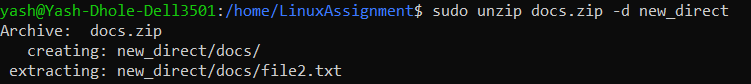 yash@Yash-Dhole-Dell3501:/home/LinuxAssignment$ sudo unzip docs.zip -d new_direct
Archive:  docs.zip
   creating: new_direct/docs/
 extracting: new_direct/docs/file2.txt